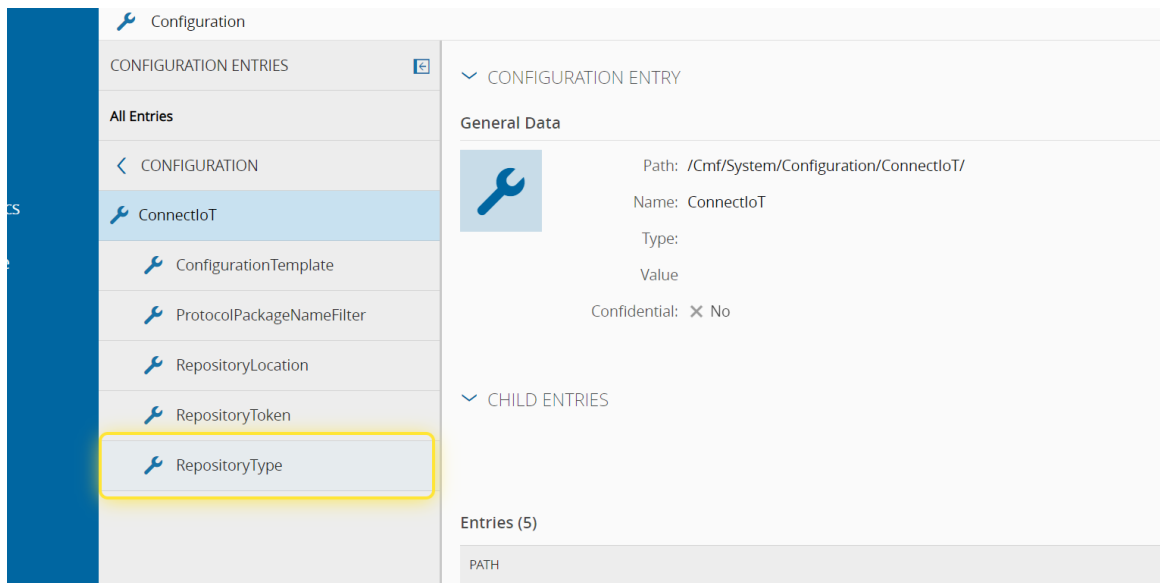 Configuration
CONFIGURATION ENTRIES
All Entries
CONFIGURATION
ConnectIoT
ConfigurationTemplate
ProtocolPackageNameFilter
RepositoryLocation
RepositoryToken
RepositoryType
CONFIGURATION ENTRY
General Data
Path: /Cmf/System/Configuration/ConnectIoT/
Name: ConnectIoT
Type:
Value
Confidential: No
CHILD ENTRIES
Entries (5)
PATH